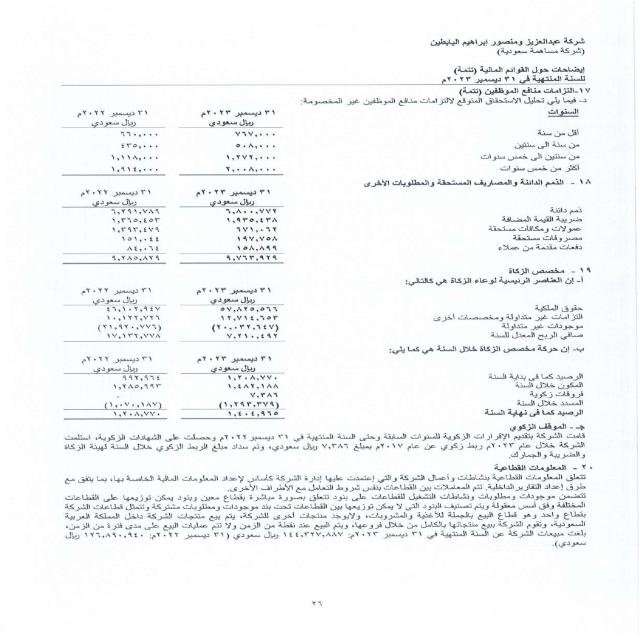 شركة عبدالعزيز ومنصور إبراهيم البابطين
(شركة مساهمة سعودية)
إيضاحات حول القوائم المالية (تتمة)
للسنة المنتهية في ٣١ ديسمبر ٢٠٢٣م
١٧-التزامات منافع الموظفين (تتمة)
د- فيما يلي تحليل الاستحقاق المتوقع لالتزامات منافع الموظفين غير المخصومة:
السنوات ٣١ ديسمبر ٢٠٢٣م ٣١ ديسمبر ٢٠٢٢م
ريال سعودي ريال سعودي
أقل من سنة ٧٦٧,٠٠٠ ٦٦٠,٠٠٠
من سنة الى سنتين ٥٠٨,٠٠٠ ٤٣٥,٠٠٠
من سنتين الى خمس سنوات ١,٢٧٢,٠٠٠ ١,١١٨,٠٠٠
أكثر من خمس سنوات ٢,٠٠٨,٠٠٠ ١,٩١٤,٠٠٠
١٨ - الذمم الدائنة والمصاريف المستحقة والمطلوبات الأخرى
٣١ ديسمبر ٢٠٢٣م ٣١ ديسمبر ٢٠٢٢م
ريال سعودي ريال سعودي
ذمم دائنة ٦,٨٠٠,٧٧٢ ٦,٢٩١,٧٨٩
ضريبة القيمة المضافة ١,٩٣٥,٤٣٨ ١,٣٦٥,٤٥٣
عمولات ومكافات مستحقة ٦٧١,٠٦٢ ١,٣٩٣,٤٧٩
مصروفات مستحقة ١٩٧,٧٥٨ ١٥١,٠٤٤
دفعات مقدمة من عملاء ١٥٨,٨٩٩ ٨٤,٠٦٤
٩,٧٦٣,٩٢٩ ٩,٢٨٥,٨٢٩
١٩ - مخصص الزكاة
أ-إن العناصر الرئيسية لوعاء الزكاة هي كالتالي:
٣١ ديسمبر ٢٠٢٣م ٣١ ديسمبر ٢٠٢٢م
ريال سعودي ريال سعودي
حقوق الملكية ٥٧,٨٢٥,٥٦٦ ٤٦,١٠٢,٩٤٧
التزامات غير متداولة ومخصصات أخرى ١٢,٧١٤,٦٥٣ ١٠,١٢٢,٧٢٦
موجودات غير متداولة (٢٠,٠٣٢,٦٤٧) (٢١,٩٢٠,٧٧٦)
صافي الربح المعدل للسنة ٧,٢١٠,٤٩٢ ١٧,١٣٢,٧٧٨
ب-إن حركة مخصص الزكاة خلال السنة هي كما يلي:
٣١ ديسمبر ٢٠٢٣م ٣١ ديسمبر ٢٠٢٢م
ريال سعودي ريال سعودي
الرصيد كما في بداية السنة ١,٢٠٨,٧٧٠ ٩٩٢,٩٦٤
المكون خلال السنة ١,٤٨٢,١٨٨ ١,٢٨٥,٩٩٣
فروقات زكوية ٧,٣٨٦ -
المسدد خلال السنة (١,٢٩٣,٣٧٩) (١,٠٧٠,١٨٧)
الرصيد كما في نهاية السنة ١,٤٠٤,٩٦٥ ١,٢٠٨,٧٧٠
جـ- الموقف الزكوي
قامت الشركة بتقديم الإقرارات الزكوية للسنوات السابقة وحتى السنة المنتهية في ٣١ ديسمبر ٢٠٢٢م وحصلت على الشهادات الزكوية، استلمت
الشركة خلال عام ٢٠٢٣م ربط زكوي عن عام ٢٠١٧م بمبلغ ٧,٣٨٦ ريال سعودي، وتم سداد مبلغ الربط الزكوي خلال السنة لهيئة الزكاة
والضريبة والجمارك.
٢٠ - المعلومات القطاعية
تتعلق المعلومات القطاعية بنشاطات وأعمال الشركة والتي إعتمدت عليها إدارة الشركة كأساس لإعداد المعلومات المالية الخاصة بها، بما يتفق مع
طرق إعداد التقارير الداخلية. تتم المعاملات بين القطاعات بنفس شروط التعامل مع الأطراف الأخرى.
تتضمن موجودات ومطلوبات ونشاطات التشغيل للقطاعات على بنود تتعلق بصورة مباشرة بقطاع معين وبنود يمكن توزيعها على القطاعات
المختلفة وفق أسس معقولة ويتم تصنيف البنود التى لا يمكن توزيعها بين القطاعات تحت بند موجودات ومطلوبات مشتركة وتتمثل قطاعات الشركة
بقطاع واحد وهو قطاع البيع بالجملة للأغذية والمشروبات، ولايوجد منتجات أخرى للشركة، يتم بيع منتجات الشركة داخل المملكة العربية
السعودية، وتقوم الشركة ببيع منتجاتها بالكامل من خلال فروعها، ويتم البيع عند نقطة من الزمن ولا تتم عمليات البيع على مدى فترة من الزمن،
بلغت مبيعات الشركة عن السنة المنتهية في ٣١ ديسمبر ٢٠٢٣م: ١٤٤,٣٢٧,٨٨٧ ريال سعودي (٣١ ديسمبر ٢٠٢٢م: ١٢٦,٨٩٠,٩٤٠ ريال
سعودي).
٢٦